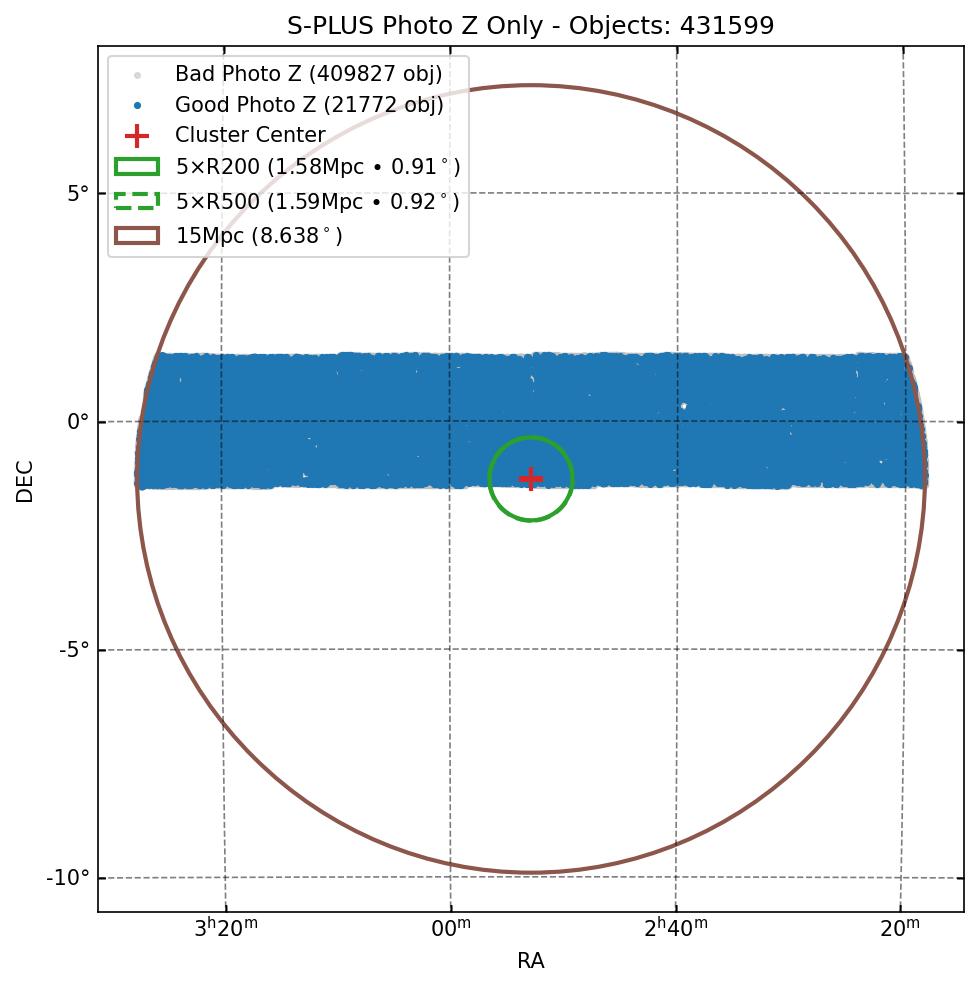 S-PLUS Photo Z Only - Objects: 431599
Bad Photo Z (409827 obj)
Good Photo Z (21772 obj)
Cluster Center
5×R200 (1.58Mpc • 0.91°)
5×R500 (1.59Mpc • 0.92°)
15Mpc (8.638°)
5°
0°
-5°
-10°
DEC
3ʰ20ᵐ 00ᵐ 2ʰ40ᵐ 20ᵐ
RA